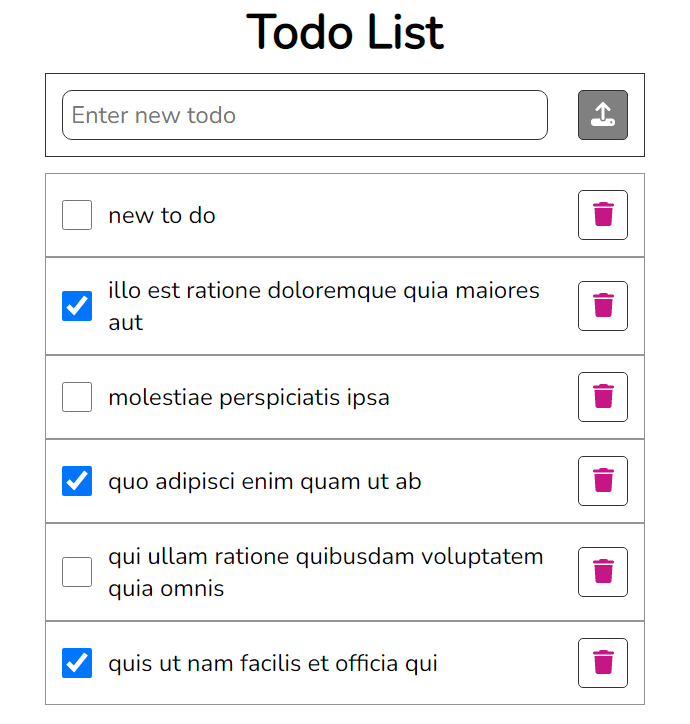 Todo List
Enter new todo
new to do
illo est ratione doloremque quia maiores
aut
molestiae perspiciatis ipsa
quo adipisci enim quam ut ab
qui ullam ratione quibusdam voluptatem
quia omnis
quis ut nam facilis et officia qui